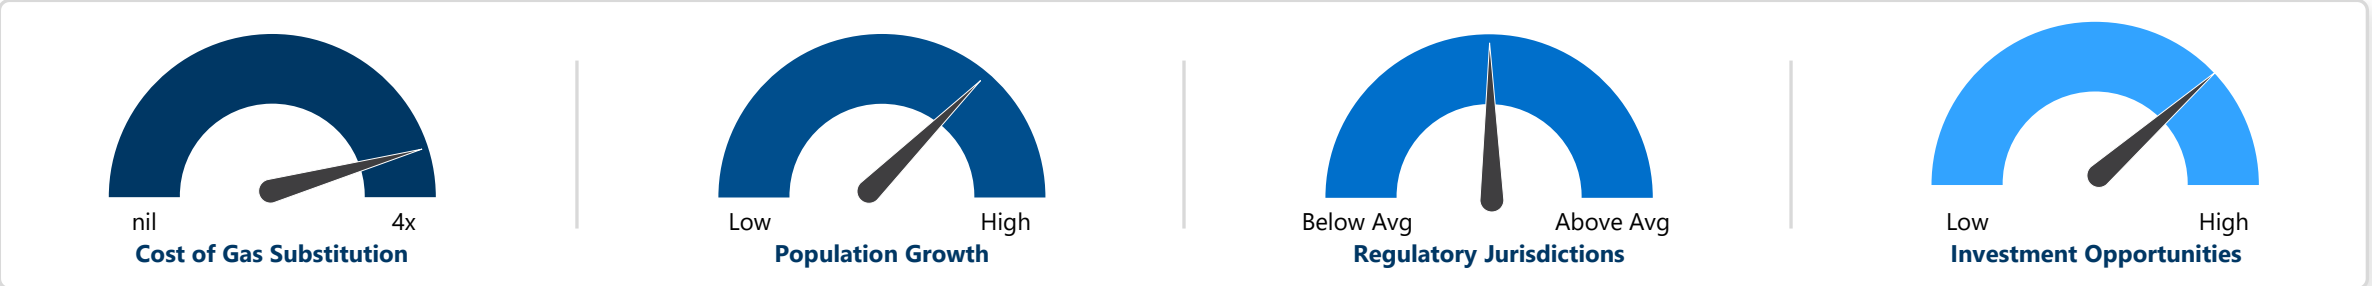 nil 4x
Cost of Gas Substitution
Low High
Population Growth
Below Avg Above Avg
Regulatory Jurisdictions
Low High
Investment Opportunities